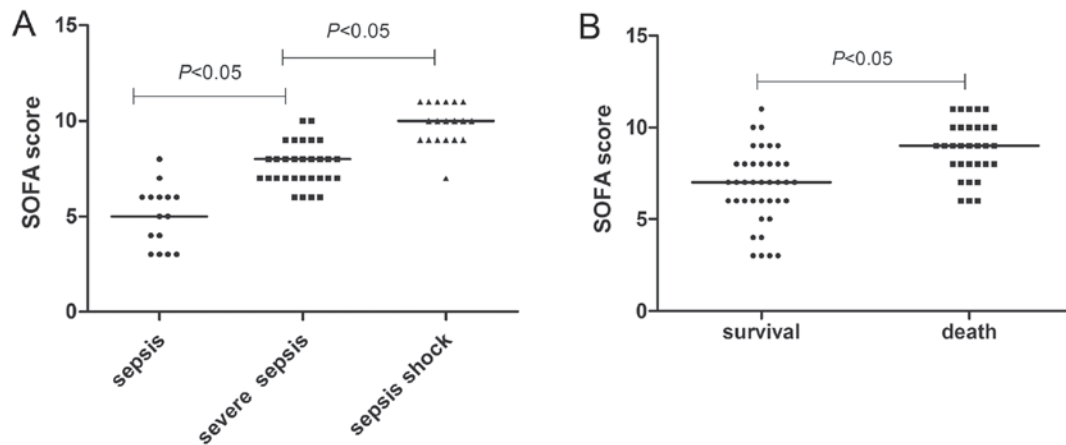 A
SOFA score
15
10
5
0
P<0.05
P<0.05
sepsis
severe sepsis
sepsis shock
B
SOFA score
15
10
5
0
P<0.05
survival
death